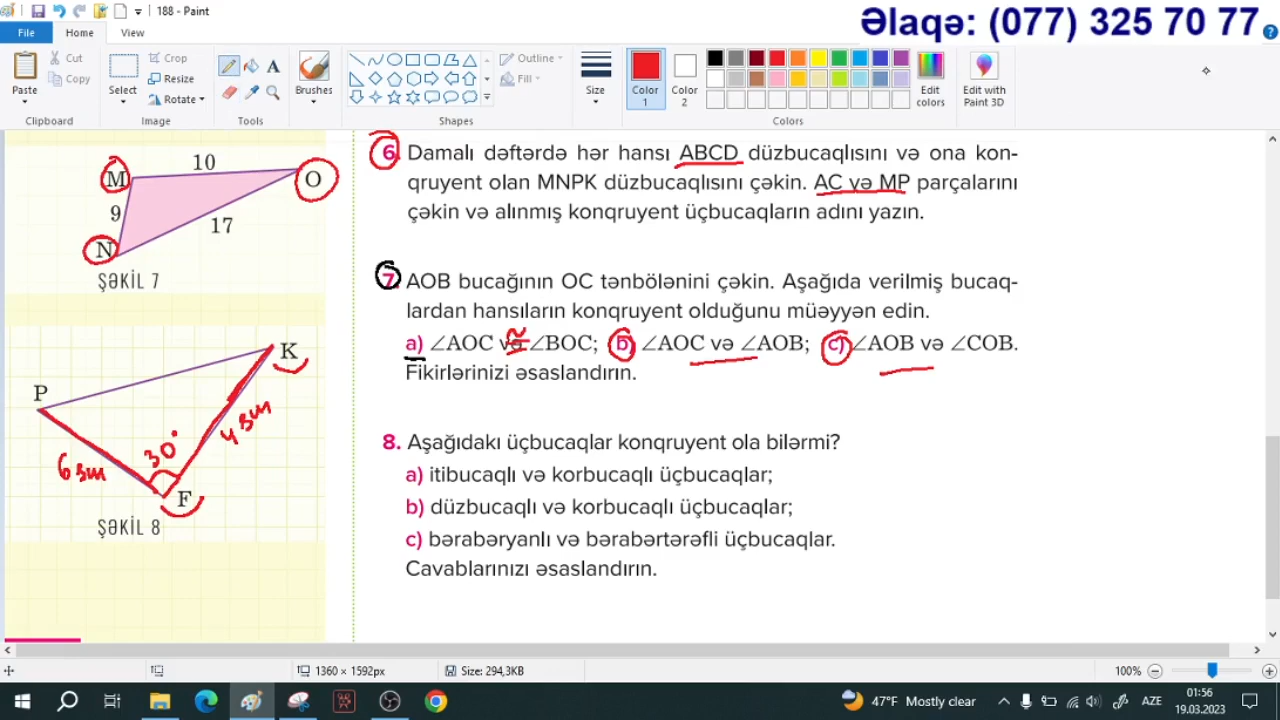 188 - Paint
Əlaqə: (077) 325 70 77
File Home View
Paste
Cut
Copy
Clipboard
Select
Crop
Resize
Rotate
Image
Tools
Brushes
Shapes
Outline
Fill
Size
Color 1
Color 2
Colors
Edit colors
Edit with Paint 3D
10
M
O
9
17
N
ŞƏKİL 7
K
P
30°
4 sm
6 sm
F
ŞƏKİL 8
6. Damalı dəftərdə hər hansı ABCD düzbucaqlısını və ona kon-
qruyent olan MNPK düzbucaqlısını çəkin. AC və MP parçalarını
çəkin və alınmış konqruyent üçbucaqların adını yazın.
7. AOB bucağının OC tənbölənini çəkin. Aşağıda verilmiş bucaq-
lardan hansıların konqruyent olduğunu müəyyən edin.
a) ∠AOC və ≅ ∠BOC; b) ∠AOC və ∠AOB; c) ∠AOB və ∠COB.
Fikirlərinizi əsaslandırın.
8. Aşağıdakı üçbucaqlar konqruyent ola bilərmi?
a) itibucaqlı və korbucaqlı üçbucaqlar;
b) düzbucaqlı və korbucaqlı üçbucaqlar;
c) bərabəryanlı və bərabərtərəfli üçbucaqlar.
Cavablarınızı əsaslandırın.
1360 × 1592px
Size: 294,3KB
100%
47°F Mostly clear
AZE
01:56
19.03.2023